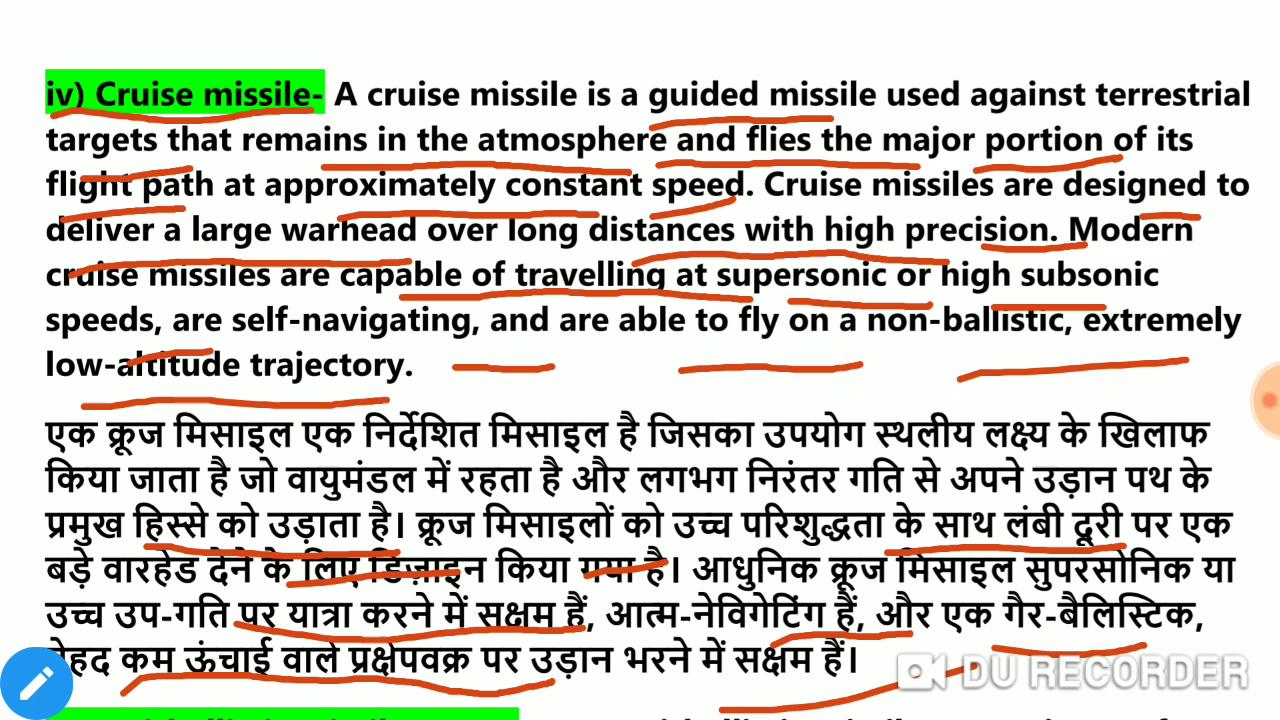 iv) Cruise missile- A cruise missile is a guided missile used against terrestrial
targets that remains in the atmosphere and flies the major portion of its
flight path at approximately constant speed. Cruise missiles are designed to
deliver a large warhead over long distances with high precision. Modern
cruise missiles are capable of travelling at supersonic or high subsonic
speeds, are self-navigating, and are able to fly on a non-ballistic, extremely
low-altitude trajectory.
एक क्रूज मिसाइल एक निर्देशित मिसाइल है जिसका उपयोग स्थलीय लक्ष्य के खिलाफ
किया जाता है जो वायुमंडल में रहता है और लगभग निरंतर गति से अपने उड़ान पथ के
प्रमुख हिस्से को उड़ाता है। क्रूज मिसाइलों को उच्च परिशुद्धता के साथ लंबी दूरी पर एक
बड़े वारहेड देने के लिए डिज़ाइन किया गया है। आधुनिक क्रूज मिसाइल सुपरसोनिक या
उच्च उप-गति पर यात्रा करने में सक्षम हैं, आत्म-नेविगेटिंग हैं, और एक गैर-बैलिस्टिक,
कम ऊंचाई वाले प्रक्षेपवक्र पर उड़ान भरने में सक्षम हैं।
DU RECORDER